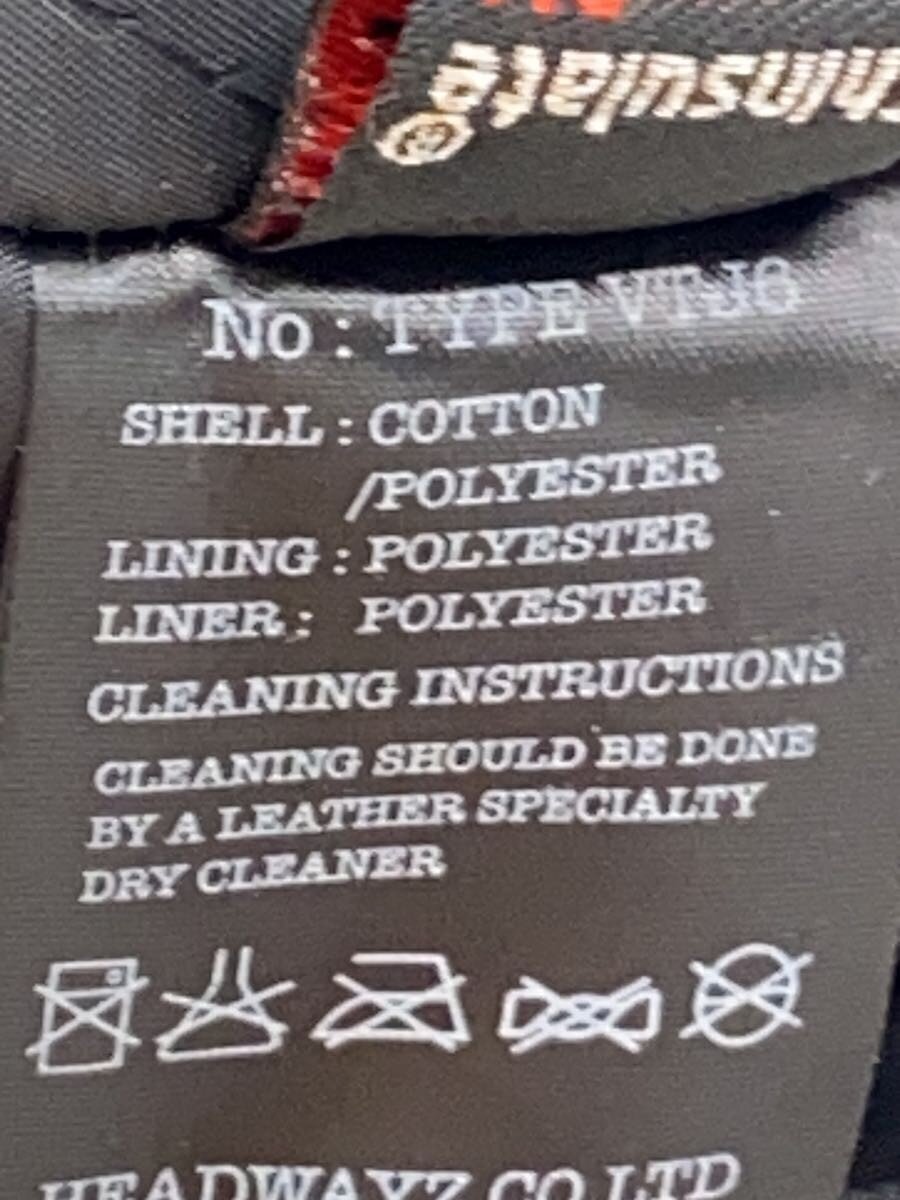 Thinsulate®
No : TYPE
SHELL : COTTON
/POLYESTER
LINING : POLYESTER
LINER : POLYESTER
CLEANING INSTRUCTIONS
CLEANING SHOULD BE DONE
BY A LEATHER SPECIALTY
DRY CLEANER
HEADWAYZ CO LTD